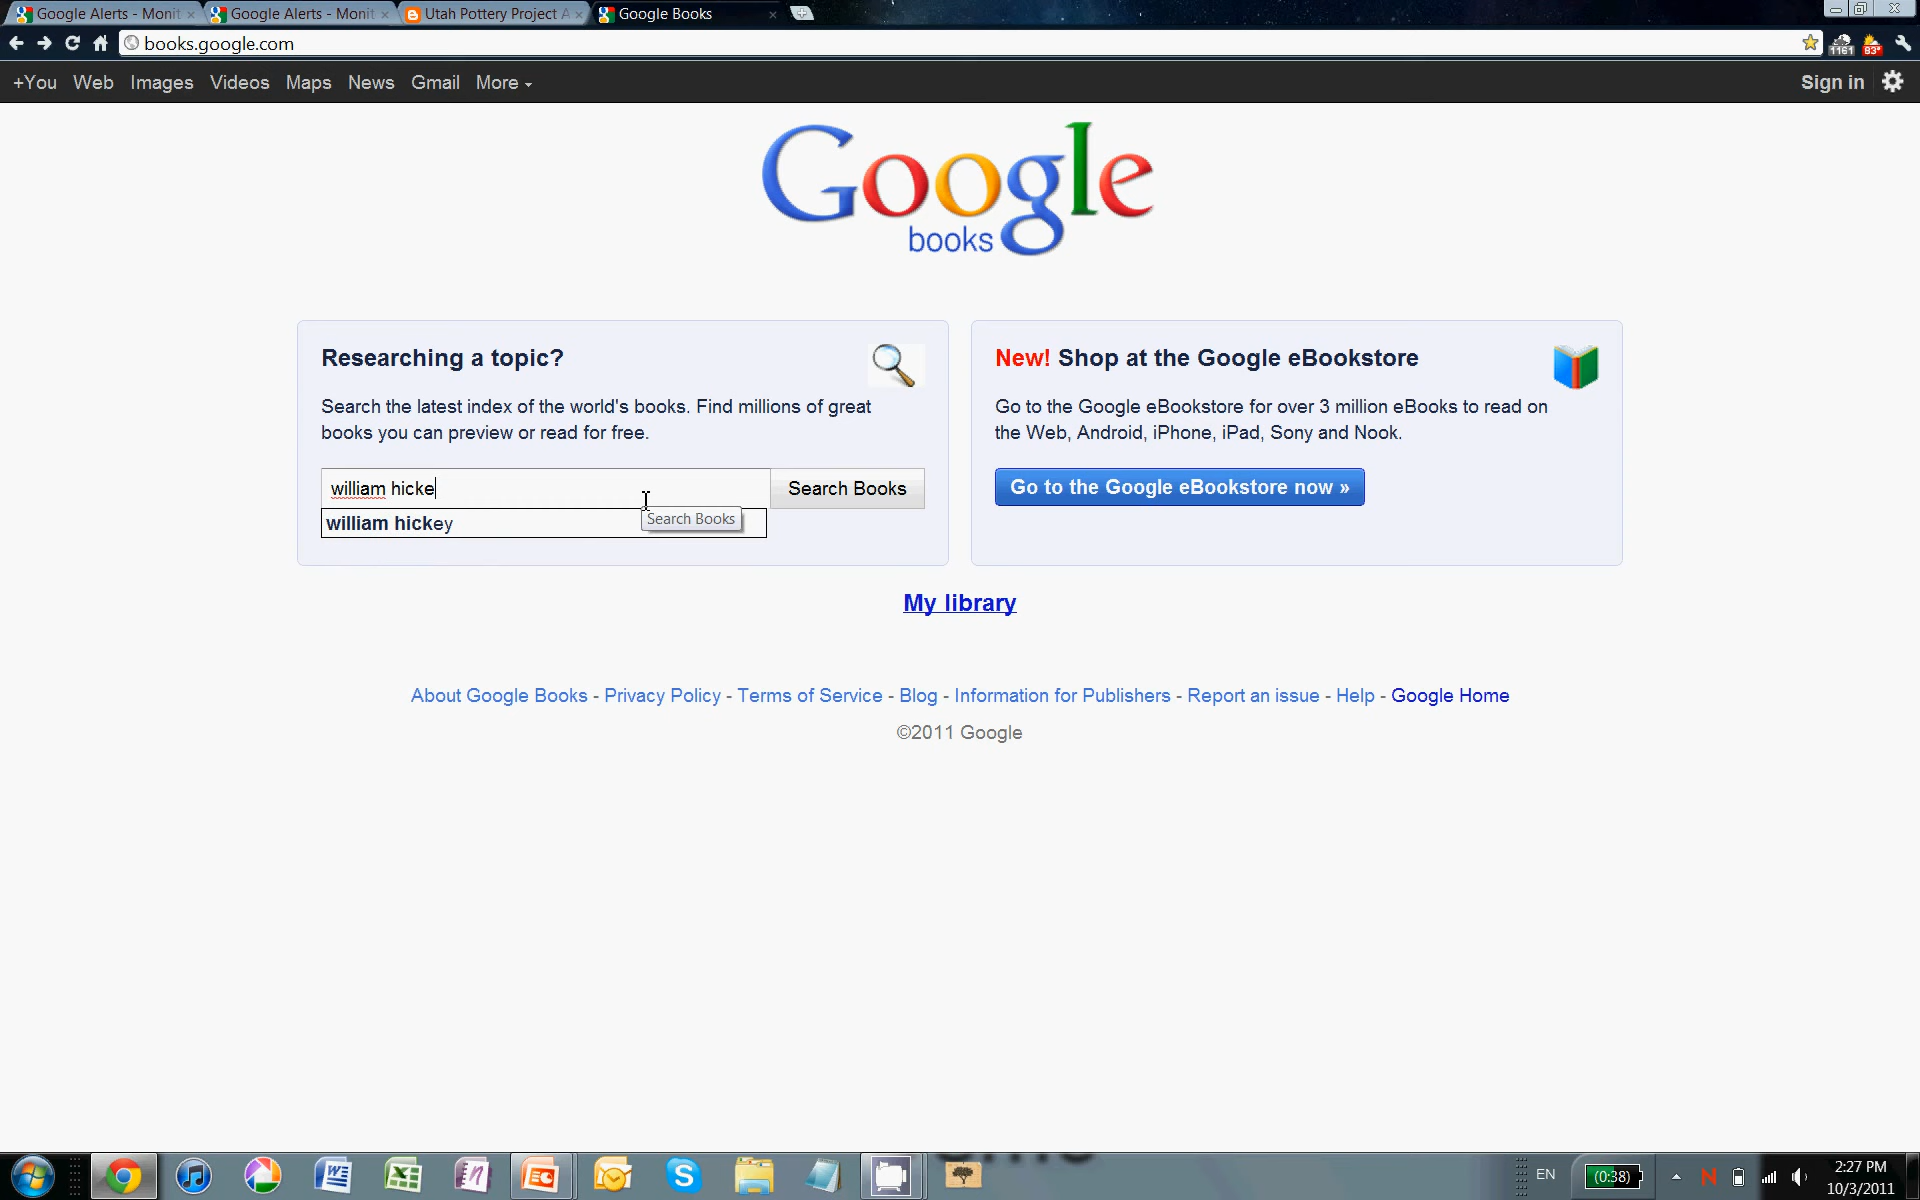 Google Alerts - Monit
Google Alerts - Monit
Utah Pottery Project A
Google Books
books.google.com
1161
83°
+You Web Images Videos Maps News Gmail More
Sign in
Google
books
Researching a topic?
Search the latest index of the world's books. Find millions of great
books you can preview or read for free.
william hicke
Search Books
william hickey
Search Books
New! Shop at the Google eBookstore
Go to the Google eBookstore for over 3 million eBooks to read on
the Web, Android, iPhone, iPad, Sony and Nook.
Go to the Google eBookstore now »
My library
About Google Books - Privacy Policy - Terms of Service - Blog - Information for Publishers - Report an issue - Help - Google Home
©2011 Google
EN
(0:38)
N
2:27 PM
10/3/2011